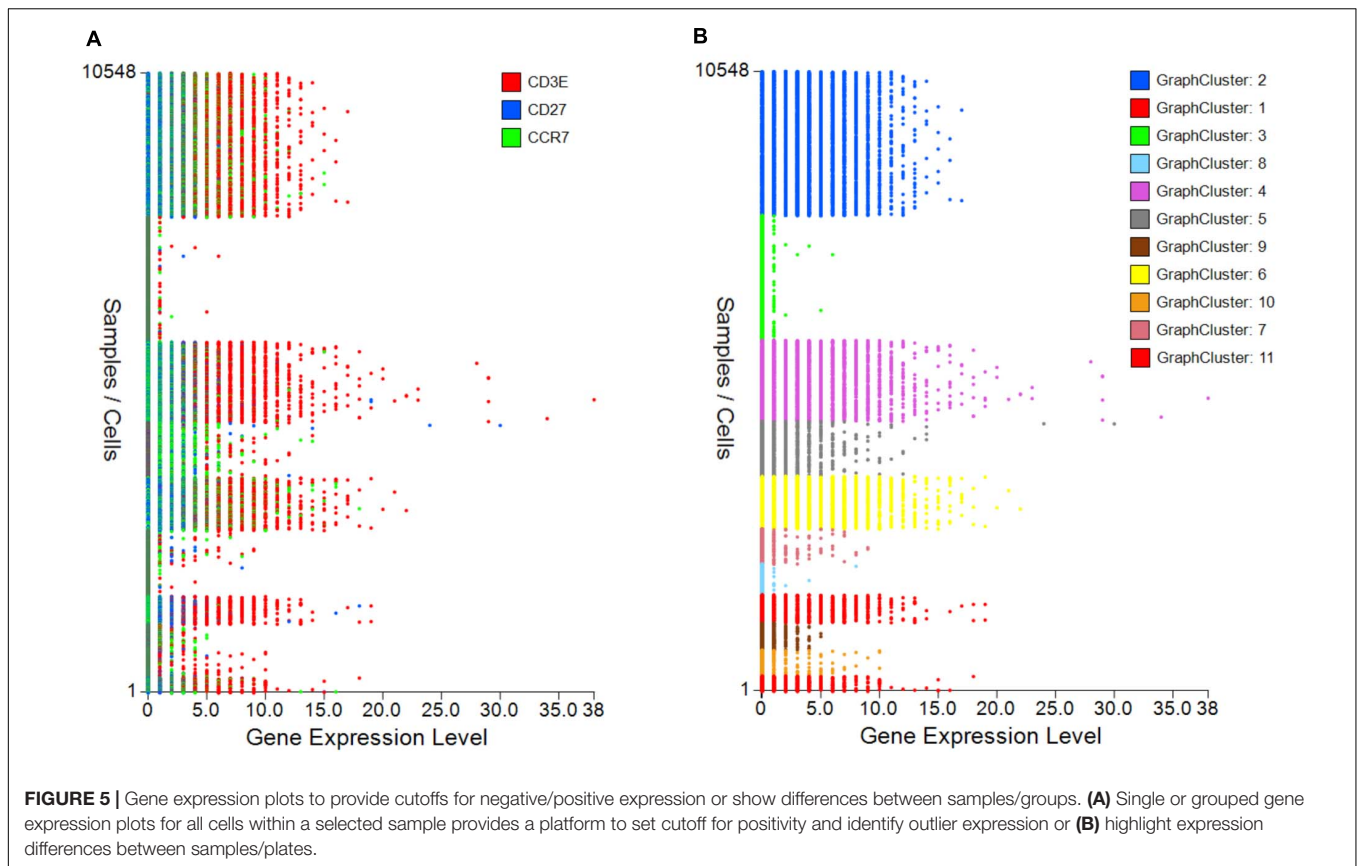 A
10548
Samples / Cells
1
0 5.0 10.0 15.0 20.0 25.0 30.0 35.0 38
Gene Expression Level
CD3E
CD27
CCR7
B
10548
Samples / Cells
1
0 5.0 10.0 15.0 20.0 25.0 30.0 35.0 38
Gene Expression Level
GraphCluster: 2
GraphCluster: 1
GraphCluster: 3
GraphCluster: 8
GraphCluster: 4
GraphCluster: 5
GraphCluster: 9
GraphCluster: 6
GraphCluster: 10
GraphCluster: 7
GraphCluster: 11
FIGURE 5 | Gene expression plots to provide cutoffs for negative/positive expression or show differences between samples/groups. (A) Single or grouped gene
expression plots for all cells within a selected sample provides a platform to set cutoff for positivity and identify outlier expression or (B) highlight expression
differences between samples/plates.